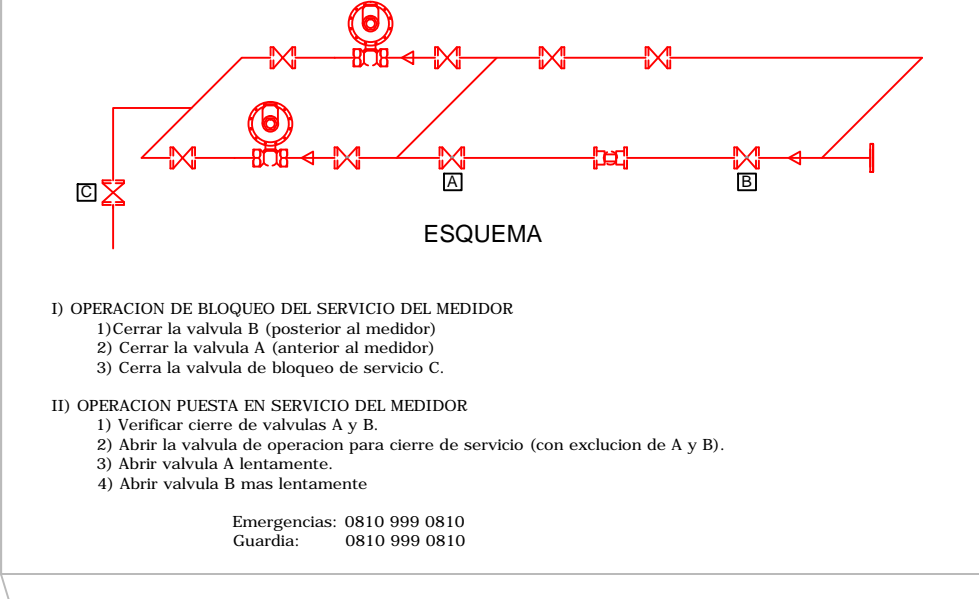 C
A
B
ESQUEMA
I) OPERACION DE BLOQUEO DEL SERVICIO DEL MEDIDOR
1)Cerrar la valvula B (posterior al medidor)
2) Cerrar la valvula A (anterior al medidor)
3) Cerra la valvula de bloqueo de servicio C.
II) OPERACION PUESTA EN SERVICIO DEL MEDIDOR
1) Verificar cierre de valvulas A y B.
2) Abrir la valvula de operacion para cierre de servicio (con exclucion de A y B).
3) Abrir valvula A lentamente.
4) Abrir valvula B mas lentamente
Emergencias: 0810 999 0810
Guardia: 0810 999 0810